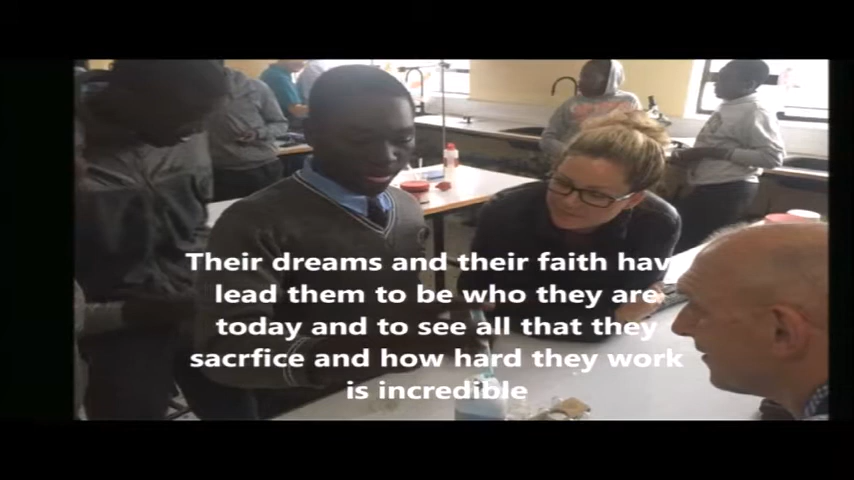 Their dreams and their faith have
lead them to be who they are
today and to see all that they
sacrfice and how hard they work
is incredible